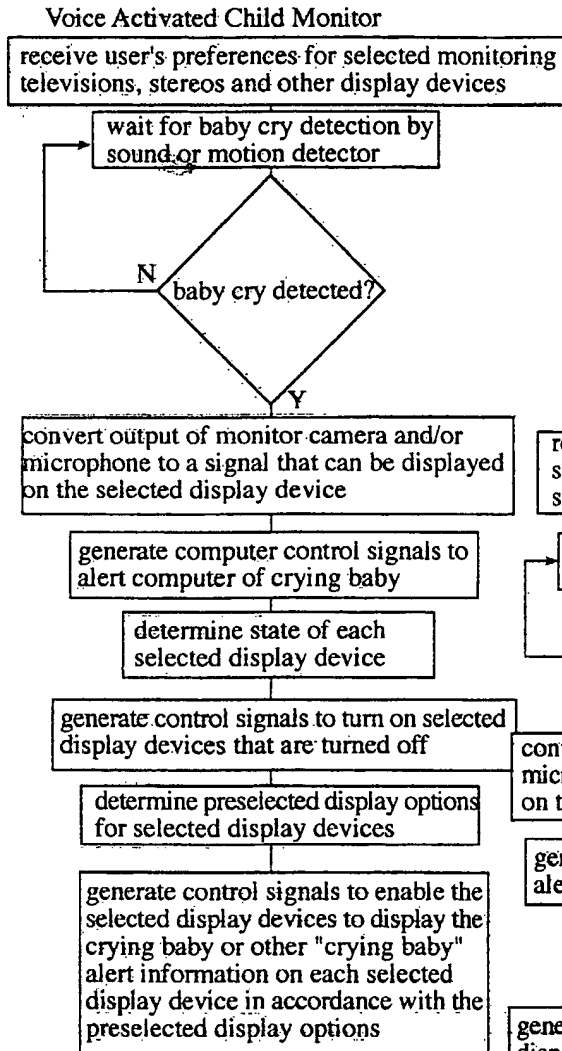 Voice Activated Child Monitor
receive user's preferences for selected monitoring
televisions, stereos and other display devices
wait for baby cry detection by
sound or motion detector
N
baby cry detected?
Y
convert output of monitor camera and/or
microphone to a signal that can be displayed
on the selected display device
generate computer control signals to
alert computer of crying baby
determine state of each
selected display device
generate control signals to turn on selected
display devices that are turned off
determine preselected display options
for selected display devices
generate control signals to enable the
selected display devices to display the
crying baby or other "crying baby"
alert information on each selected
display device in accordance with the
preselected display options
s
s
conv
micr
on t
ger
ale
gene